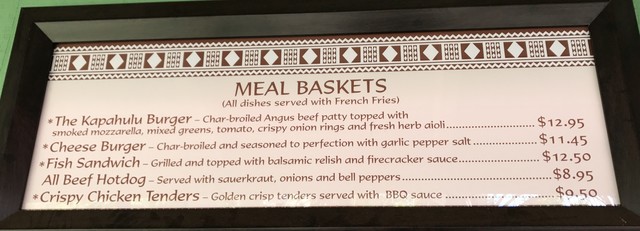 MEAL BASKETS
(All dishes served with French Fries)
*The Kapahulu Burger – Char-broiled Angus beef patty topped with
smoked mozzarella, mixed greens, tomato, crispy onion rings and fresh herb aioli....................$12.95
*Cheese Burger – Char-broiled and seasoned to perfection with garlic pepper salt..............$11.45
*Fish Sandwich – Grilled and topped with balsamic relish and firecracker sauce.................$12.50
All Beef Hotdog – Served with sauerkraut, onions and bell peppers..............................$8.95
*Crispy Chicken Tenders – Golden crisp tenders served with BBQ sauce .......................$9.50